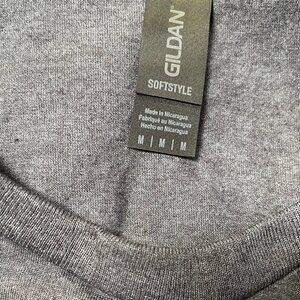 GILDAN
SOFTSTYLE
Made in Nicaragua
Fabriqué au Nicaragua
Hecho en Nicaragua
M | M | M